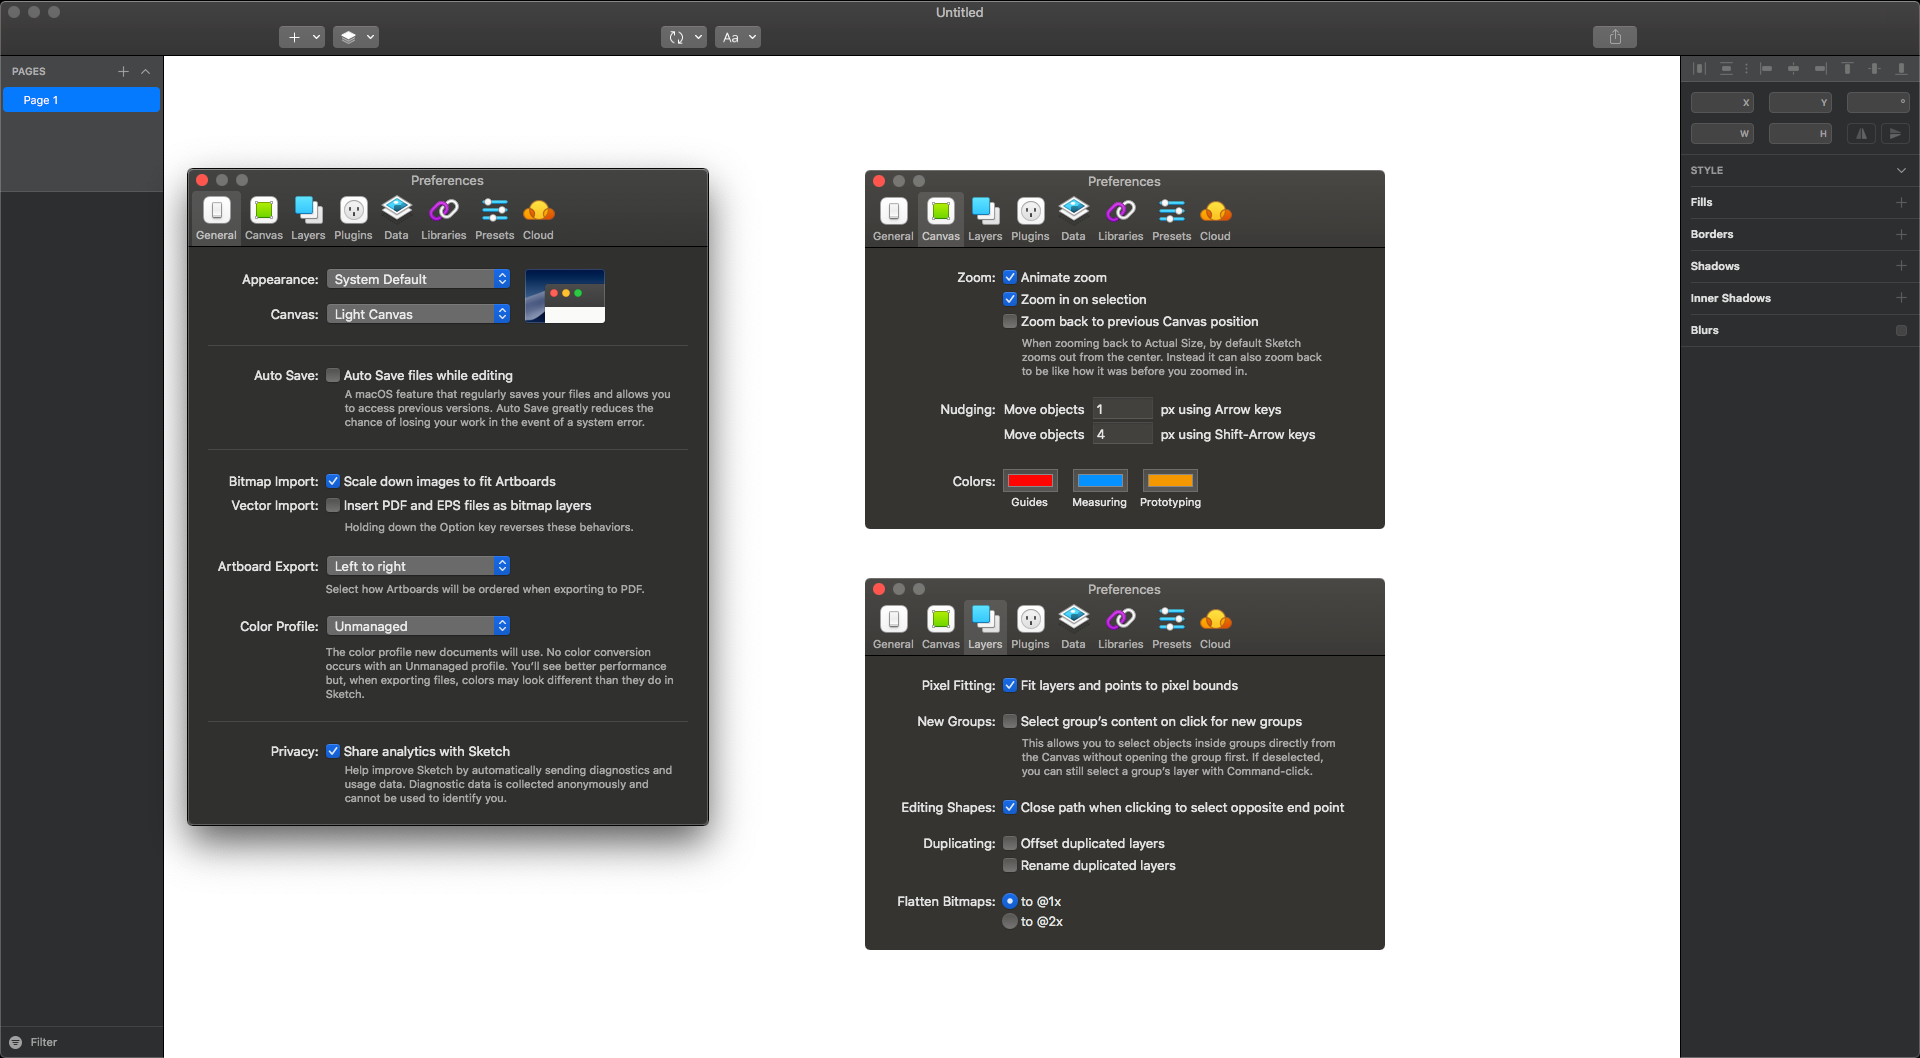 Untitled
Aa
PAGES
Page 1
Filter
Preferences
General Canvas Layers Plugins Data Libraries Presets Cloud
Appearance: System Default
Canvas: Light Canvas
Auto Save: Auto Save files while editing
A macOS feature that regularly saves your files and allows you
to access previous versions. Auto Save greatly reduces the
chance of losing your work in the event of a system error.
Bitmap Import: Scale down images to fit Artboards
Vector Import: Insert PDF and EPS files as bitmap layers
Holding down the Option key reverses these behaviors.
Artboard Export: Left to right
Select how Artboards will be ordered when exporting to PDF.
Color Profile: Unmanaged
The color profile new documents will use. No color conversion
occurs with an Unmanaged profile. You'll see better performance
but, when exporting files, colors may look different than they do in
Sketch.
Privacy: Share analytics with Sketch
Help improve Sketch by automatically sending diagnostics and
usage data. Diagnostic data is collected anonymously and
cannot be used to identify you.
Preferences
General Canvas Layers Plugins Data Libraries Presets Cloud
Zoom: Animate zoom
Zoom in on selection
Zoom back to previous Canvas position
When zooming back to Actual Size, by default Sketch
zooms out from the center. Instead it can also zoom back
to be like how it was before you zoomed in.
Nudging: Move objects 1 px using Arrow keys
Move objects 4 px using Shift-Arrow keys
Colors:
Guides Measuring Prototyping
Preferences
General Canvas Layers Plugins Data Libraries Presets Cloud
Pixel Fitting: Fit layers and points to pixel bounds
New Groups: Select group's content on click for new groups
This allows you to select objects inside groups directly from
the Canvas without opening the group first. If deselected,
you can still select a group's layer with Command-click.
Editing Shapes: Close path when clicking to select opposite end point
Duplicating: Offset duplicated layers
Rename duplicated layers
Flatten Bitmaps: to @1x
to @2x
X Y °
W H
STYLE
Fills
Borders
Shadows
Inner Shadows
Blurs